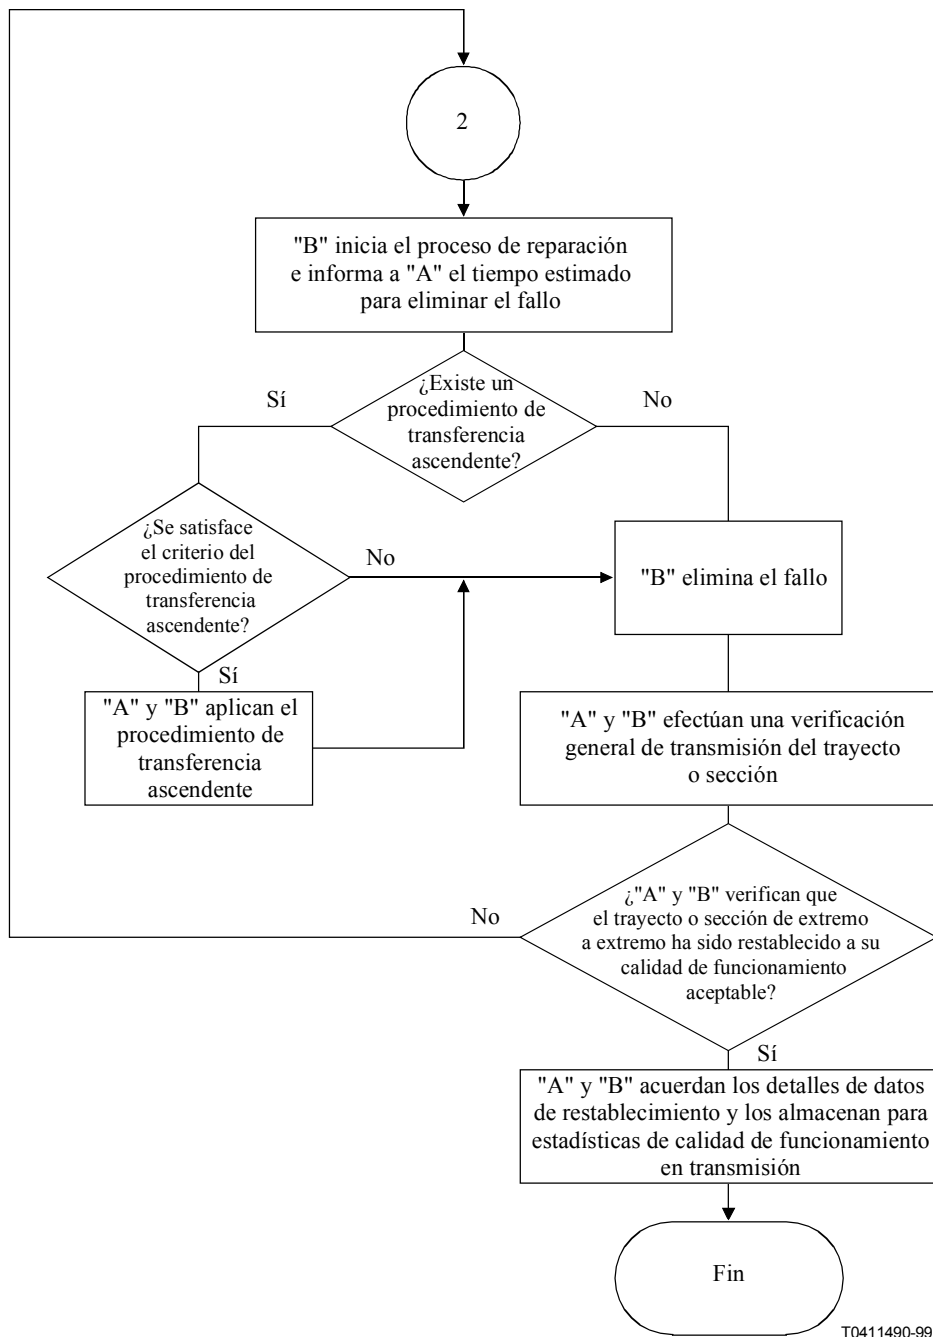 2
"B" inicia el proceso de reparación
e informa a "A" el tiempo estimado
para eliminar el fallo
¿Existe un
procedimiento de
transferencia
ascendente?
Sí
No
¿Se satisface
el criterio del
procedimiento de
transferencia
ascendente?
No
"B" elimina el fallo
Sí
"A" y "B" aplican el
procedimiento de
transferencia
ascendente
"A" y "B" efectúan una verificación
general de transmisión del trayecto
o sección
¿"A" y "B" verifican que
el trayecto o sección de extremo
a extremo ha sido restablecido a su
calidad de funcionamiento
aceptable?
No
Sí
"A" y "B" acuerdan los detalles de datos
de restablecimiento y los almacenan para
estadísticas de calidad de funcionamiento
en transmisión
Fin
T0411490-99